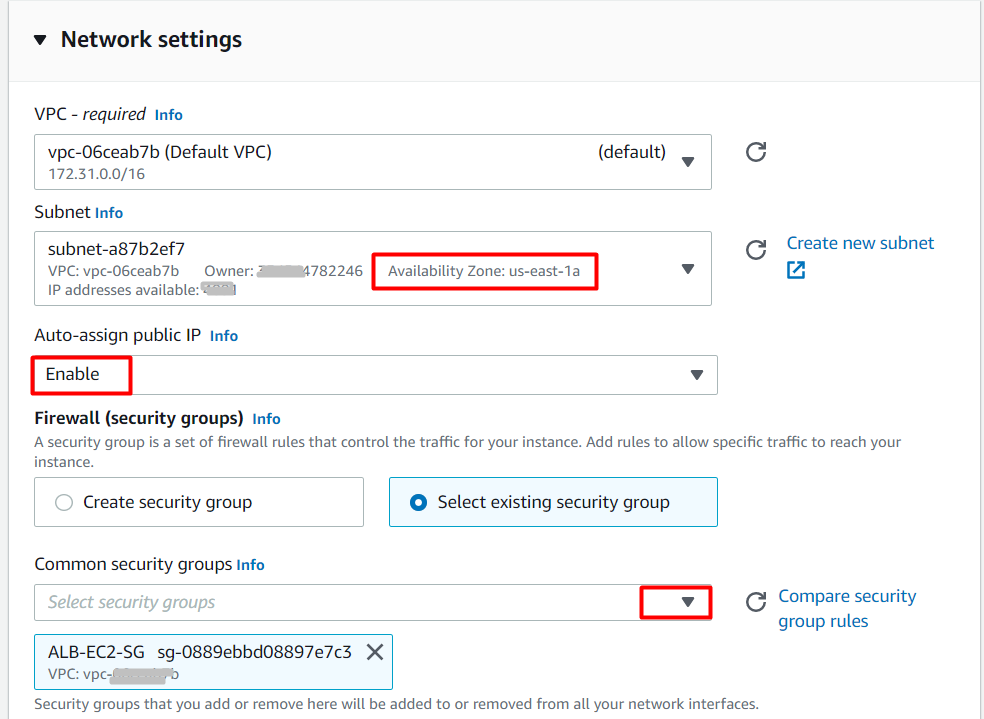 Network settings
VPC - required Info
vpc-06ceab7b (Default VPC) (default)
172.31.0.0/16
Subnet Info
subnet-a87b2ef7
VPC: vpc-06ceab7b Owner: 4782246 Availability Zone: us-east-1a
IP addresses available:
Create new subnet
Auto-assign public IP Info
Enable
Firewall (security groups) Info
A security group is a set of firewall rules that control the traffic for your instance. Add rules to allow specific traffic to reach your
instance.
Create security group
Select existing security group
Common security groups Info
Select security groups
Compare security
group rules
ALB-EC2-SG sg-0889ebbd08897e7c3
VPC: vpc-
Security groups that you add or remove here will be added to or removed from all your network interfaces.